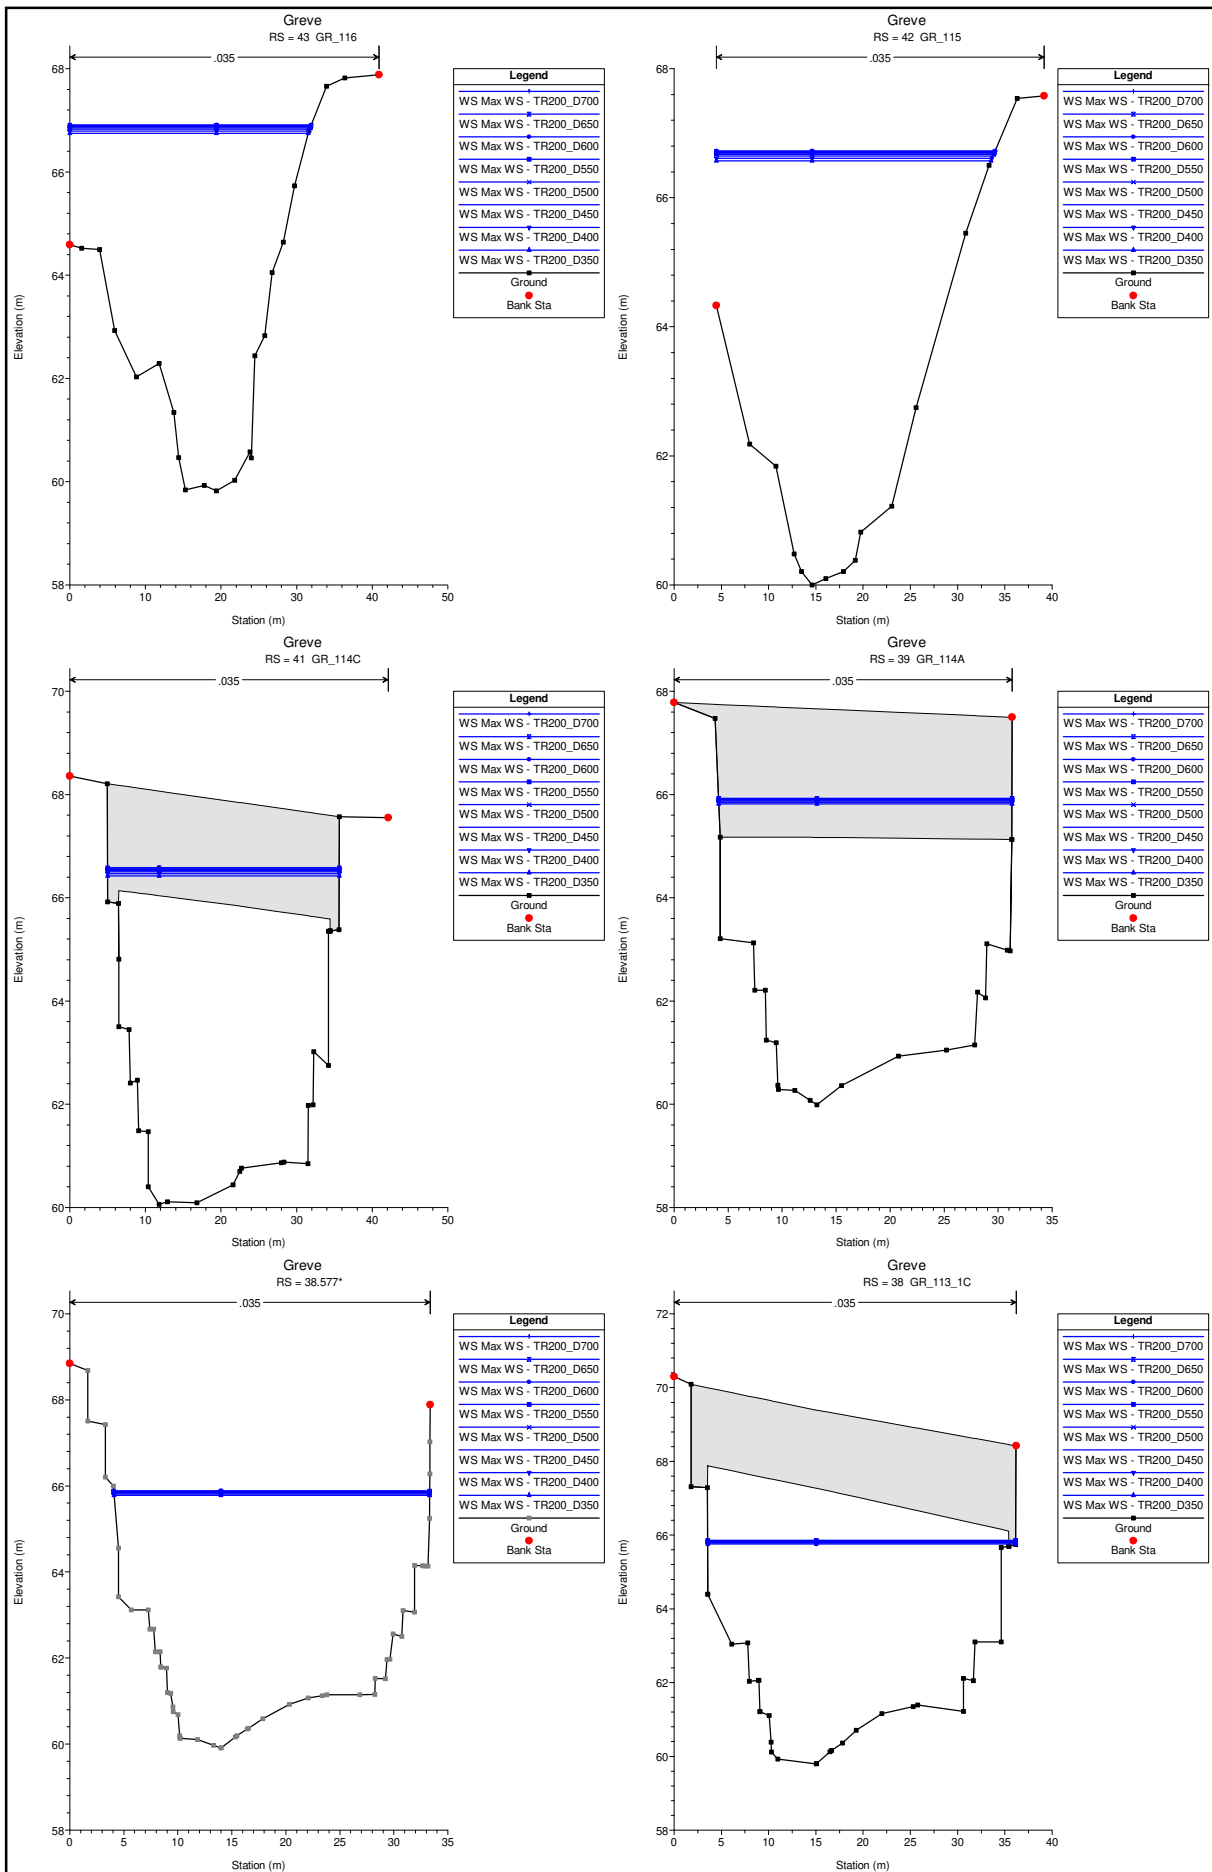 Greve
RS = 43 GR_116
.035
Elevation (m)
68
66
64
62
60
58
0
10
20
30
40
50
Station (m)
Legend
WS Max WS - TR200_D700
WS Max WS - TR200_D650
WS Max WS - TR200_D600
WS Max WS - TR200_D550
WS Max WS - TR200_D500
WS Max WS - TR200_D450
WS Max WS - TR200_D400
WS Max WS - TR200_D350
Ground
Bank Sta
Greve
RS = 42 GR_115
.035
Elevation (m)
68
66
64
62
60
0
5
10
15
20
25
30
35
40
Station (m)
Legend
WS Max WS - TR200_D700
WS Max WS - TR200_D650
WS Max WS - TR200_D600
WS Max WS - TR200_D550
WS Max WS - TR200_D500
WS Max WS - TR200_D450
WS Max WS - TR200_D400
WS Max WS - TR200_D350
Ground
Bank Sta
Greve
RS = 41 GR_114C
.035
Elevation (m)
70
68
66
64
62
60
0
10
20
30
40
50
Station (m)
Legend
WS Max WS - TR200_D700
WS Max WS - TR200_D650
WS Max WS - TR200_D600
WS Max WS - TR200_D550
WS Max WS - TR200_D500
WS Max WS - TR200_D450
WS Max WS - TR200_D400
WS Max WS - TR200_D350
Ground
Bank Sta
Greve
RS = 39 GR_114A
.035
Elevation (m)
68
66
64
62
60
58
0
5
10
15
20
25
30
35
Station (m)
Legend
WS Max WS - TR200_D700
WS Max WS - TR200_D650
WS Max WS - TR200_D600
WS Max WS - TR200_D550
WS Max WS - TR200_D500
WS Max WS - TR200_D450
WS Max WS - TR200_D400
WS Max WS - TR200_D350
Ground
Bank Sta
Greve
RS = 38.577*
.035
Elevation (m)
70
68
66
64
62
60
58
0
5
10
15
20
25
30
35
Station (m)
Legend
WS Max WS - TR200_D700
WS Max WS - TR200_D650
WS Max WS - TR200_D600
WS Max WS - TR200_D550
WS Max WS - TR200_D500
WS Max WS - TR200_D450
WS Max WS - TR200_D400
WS Max WS - TR200_D350
Ground
Bank Sta
Greve
RS = 38 GR_113_1C
.035
Elevation (m)
72
70
68
66
64
62
60
58
0
5
10
15
20
25
30
35
40
Station (m)
Legend
WS Max WS - TR200_D700
WS Max WS - TR200_D650
WS Max WS - TR200_D600
WS Max WS - TR200_D550
WS Max WS - TR200_D500
WS Max WS - TR200_D450
WS Max WS - TR200_D400
WS Max WS - TR200_D350
Ground
Bank Sta